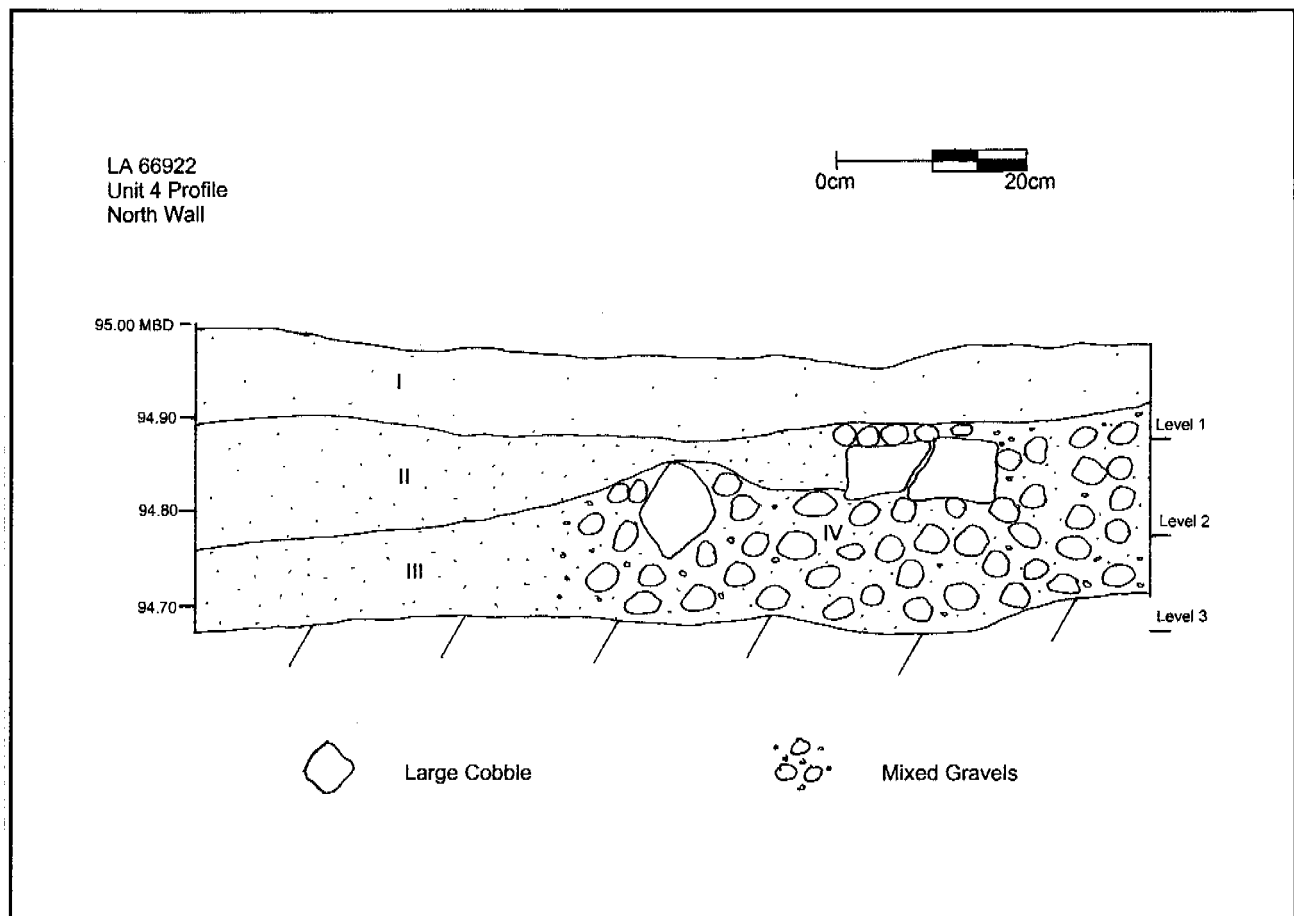 LA 66922
Unit 4 Profile
North Wall
0cm 20cm
95.00 MBD
I
94.90
Level 1
II
94.80
IV
Level 2
III
94.70
Level 3
Large Cobble
Mixed Gravels